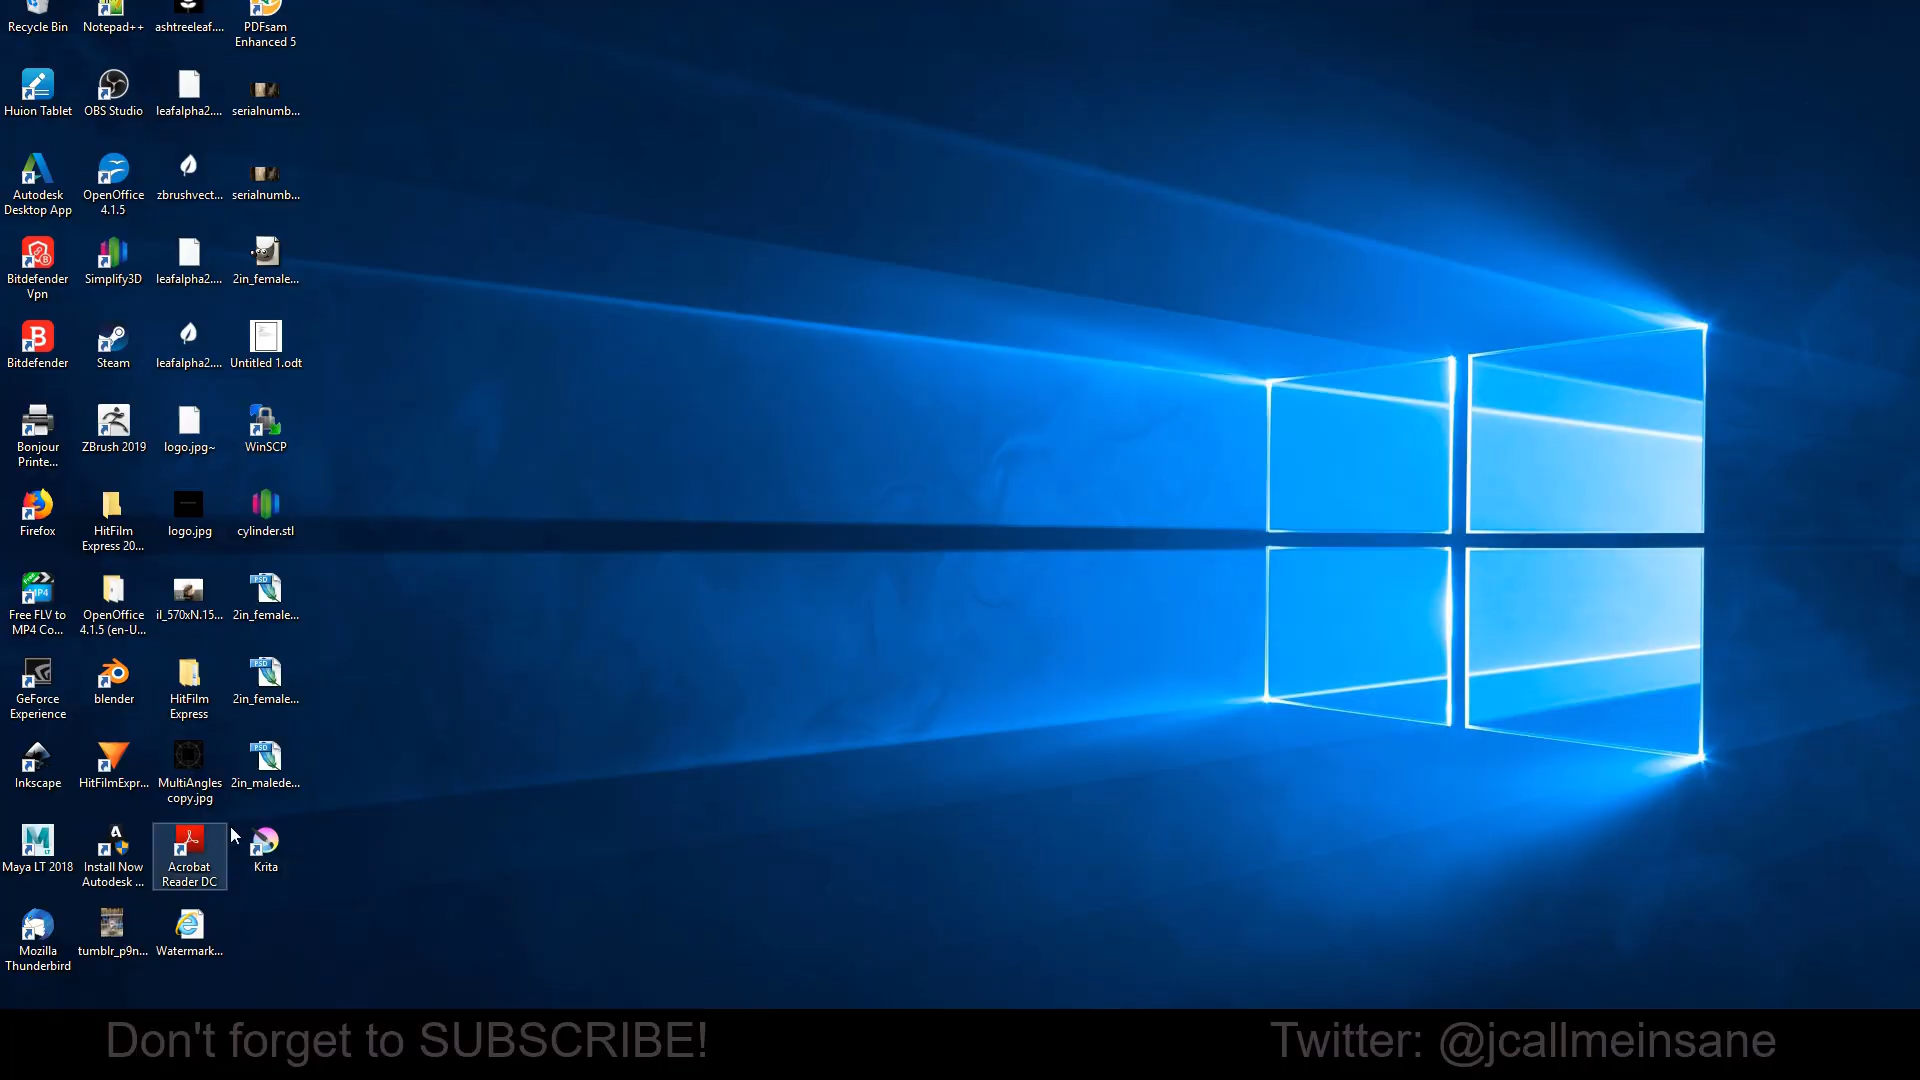 Recycle Bin
Notepad++
ashtreeleaf....
PDFsam
Enhanced 5
Huion Tablet
OBS Studio
leafalpha2....
serialnumb...
Autodesk
Desktop App
OpenOffice
4.1.5
zbrushvect...
serialnumb...
Bitdefender
Vpn
Simplify3D
leafalpha2....
2in_female...
Bitdefender
Steam
leafalpha2....
Untitled 1.odt
Bonjour
Printe...
ZBrush 2019
logo.jpg~
WinSCP
Firefox
HitFilm
Express 20...
logo.jpg
cylinder.stl
Free FLV to
MP4 Co...
OpenOffice
4.1.5 (en-U...
il_570xN.15...
2in_female...
GeForce
Experience
blender
HitFilm
Express
2in_female...
Inkscape
HitFilmExpr...
MultiAngles
copy.jpg
2in_malede...
Maya LT 2018
Install Now
Autodesk ...
Acrobat
Reader DC
Krita
Mozilla
Thunderbird
tumblr_p9n...
Watermark...
Don't forget to SUBSCRIBE!
Twitter: @jcallmeinsane